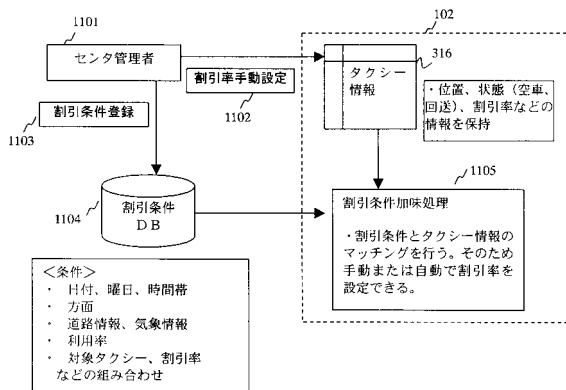 1101
センタ管理者
割引率手動設定
1102
割引条件登録
1103
1104
割引条件
ＤＢ
＜条件＞
・ 日付、曜日、時間帯
・ 方面
・ 道路情報、気象情報
・ 利用率
・ 対象タクシー、割引率
などの組み合わせ
102
316
タクシー
情報
・位置、状態（空車、
回送）、割引率などの
情報を保持
1105
割引条件加味処理
・割引条件とタクシー情報の
マッチングを行う。そのため
手動または自動で割引率を
設定できる。